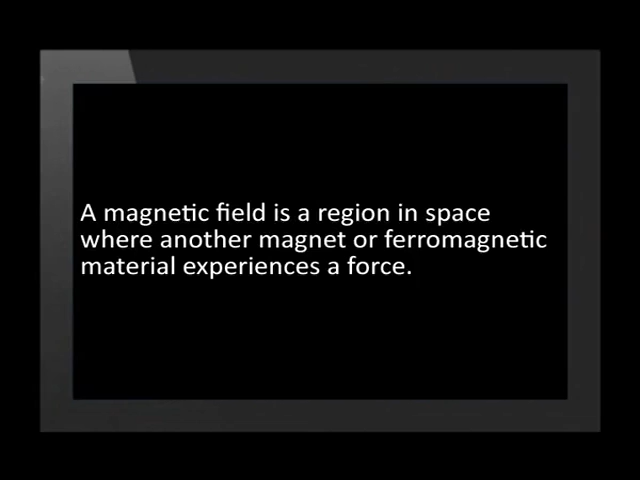 A magnetic field is a region in space
where another magnet or ferromagnetic
material experiences a force.